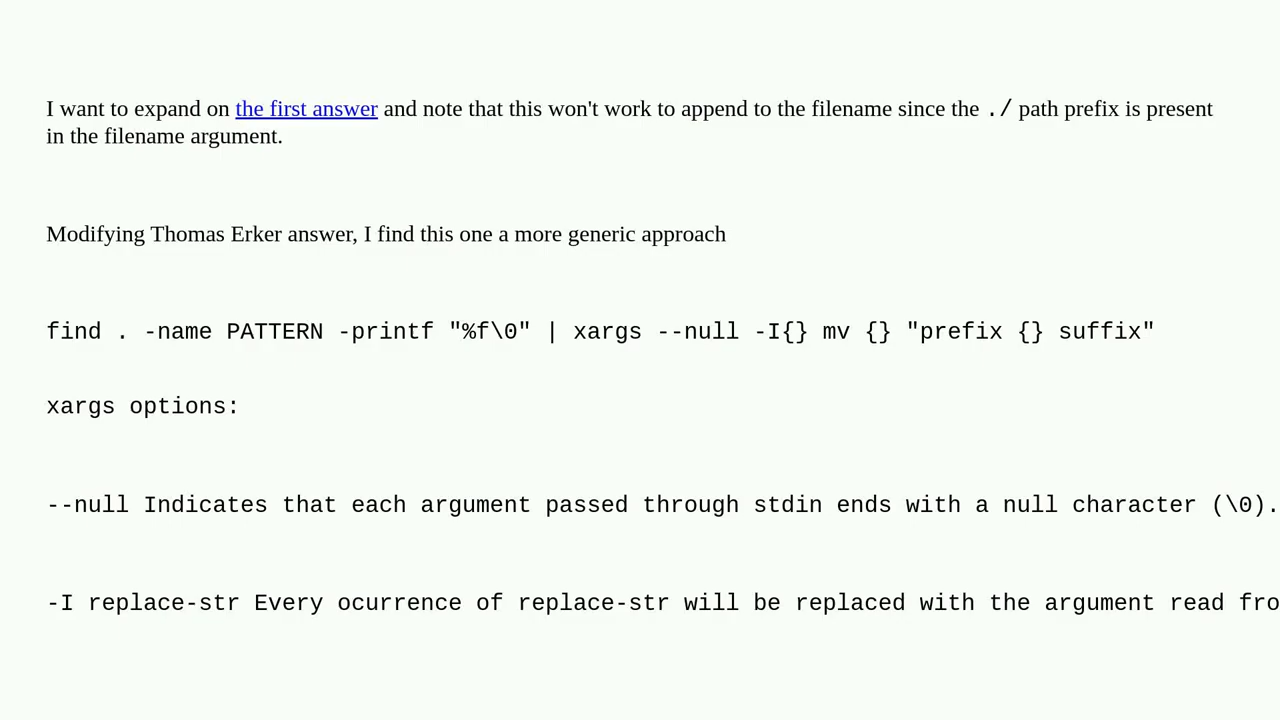 I want to expand on the first answer and note that this won't work to append to the filename since the ./ path prefix is present
in the filename argument.
Modifying Thomas Erker answer, I find this one a more generic approach
find . -name PATTERN -printf "%f\0" | xargs --null -I{} mv {} "prefix {} suffix"
xargs options:
--null Indicates that each argument passed through stdin ends with a null character (\0).
-I replace-str Every ocurrence of replace-str will be replaced with the argument read fro